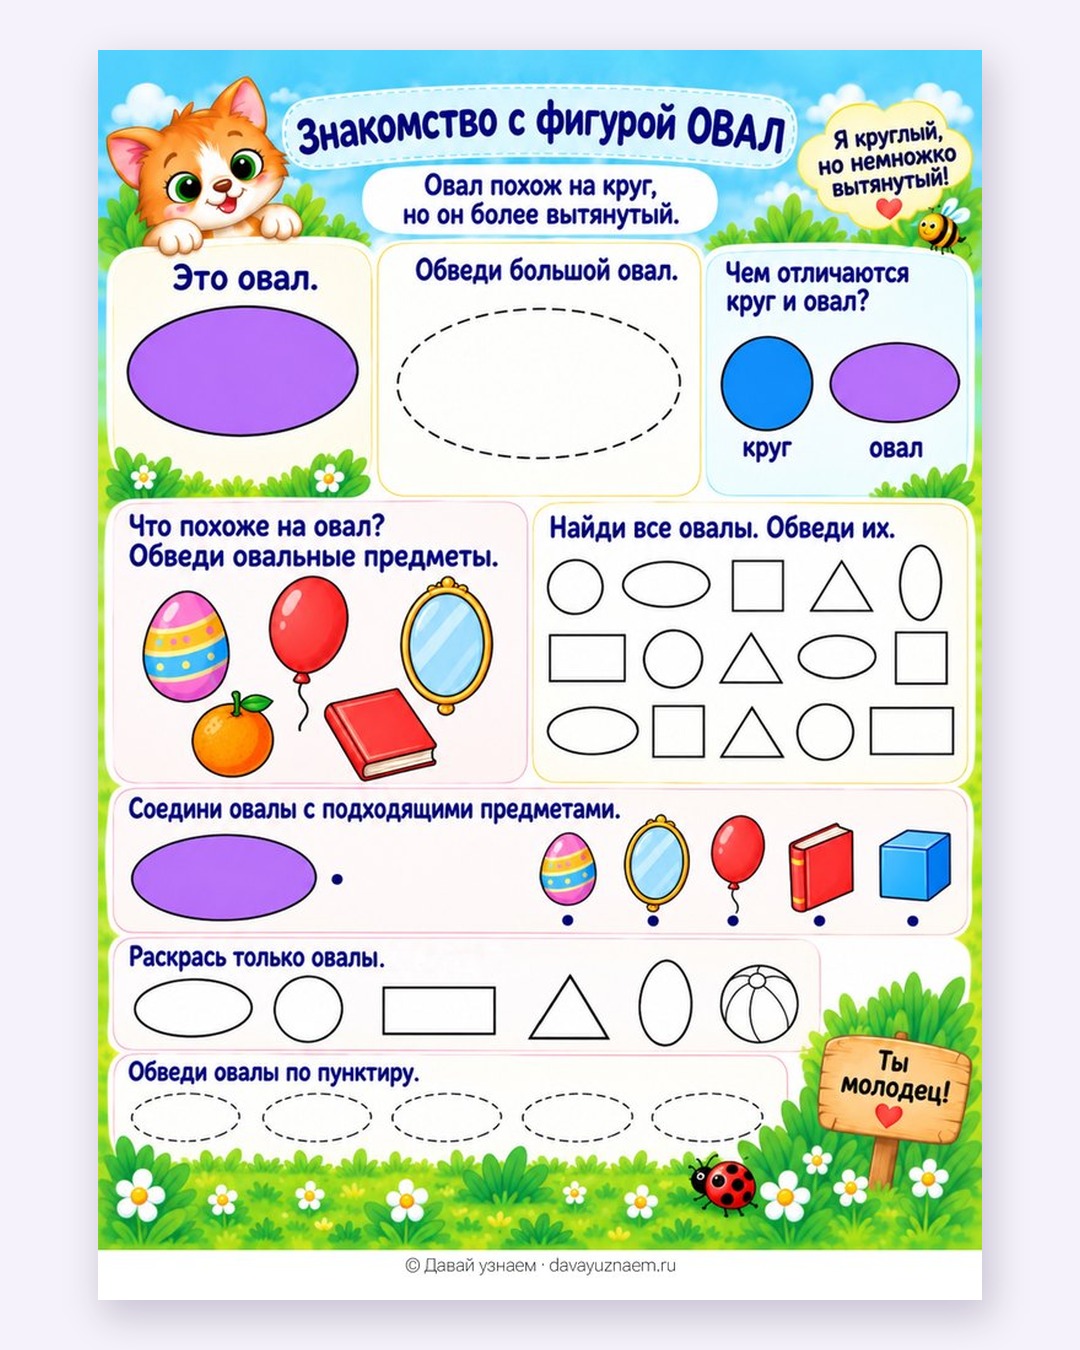 Знакомство с фигурой ОВАЛ
Овал похож на круг,
но он более вытянутый.
Я круглый,
но немножко
вытянутый!
Это овал.
Обведи большой овал.
Чем отличаются
круг и овал?
круг
овал
Что похоже на овал?
Обведи овальные предметы.
Найди все овалы. Обведи их.
Соедини овалы с подходящими предметами.
Раскрась только овалы.
Обведи овалы по пунктиру.
Ты
молодец!
© Давай узнаем · davayuznaem.ru